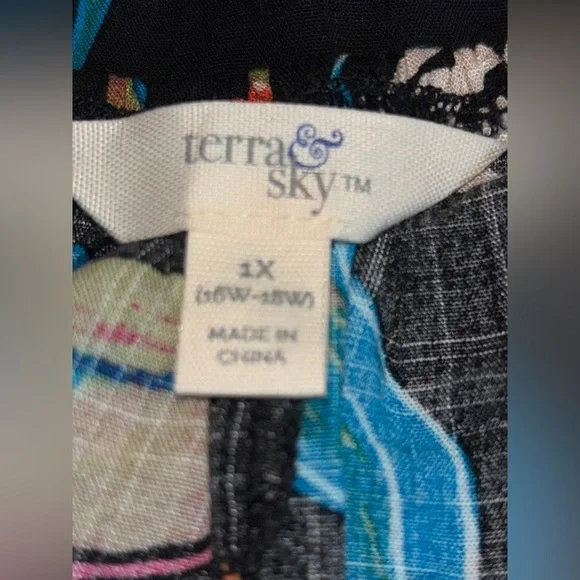 terra &
sky™
1X
(16W-18W)
MADE IN
CHINA